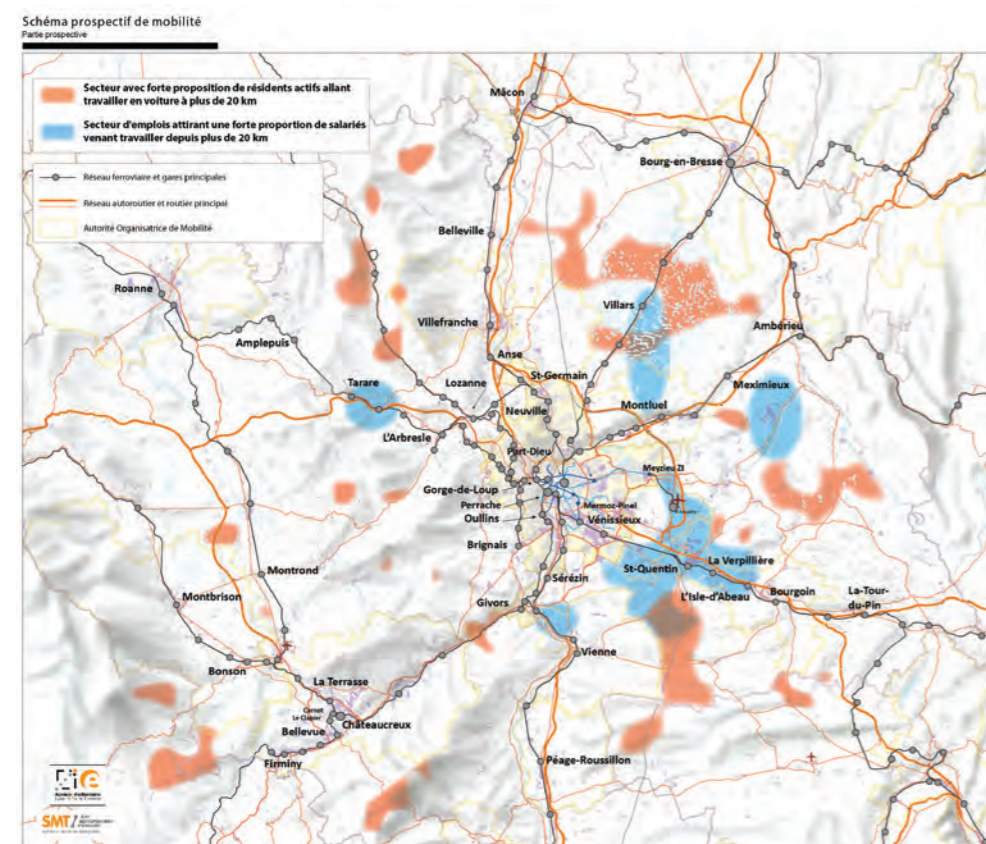 Schéma prospectif de mobilité
Partie prospective
Secteur avec forte proposition de résidents actifs allant
travailler en voiture à plus de 20 km
Secteur d'emplois attirant une forte proportion de salariés
venant travailler depuis plus de 20 km
Réseau ferroviaire et gares principales
Réseau autoroutier et routier principal
Autorité Organisatrice de Mobilité
Mâcon
Bourg-en-Bresse
Belleville
Roanne
Villars
Villefranche
Ambérieu
Amplepuis
Anse
St-Germain
Tarare
Lozanne
Meximieux
Neuville
Montluel
L'Arbresle
Part-Dieu
Meyzieu ZI
Gorge-de-Loup
Perrache
Mermoz-Pinel
Oullins
Vénissieux
Brignais
La Verpillière
St-Quentin
Montrond
Sérézin
L'Isle-d'Abeau
Bourgoin
La-Tour-
du-Pin
Montbrison
Givors
Vienne
Bonson
La Terrasse
Carnot
Le Clapier
Châteaucreux
Bellevue
Firminy
Péage-Roussillon
SMT